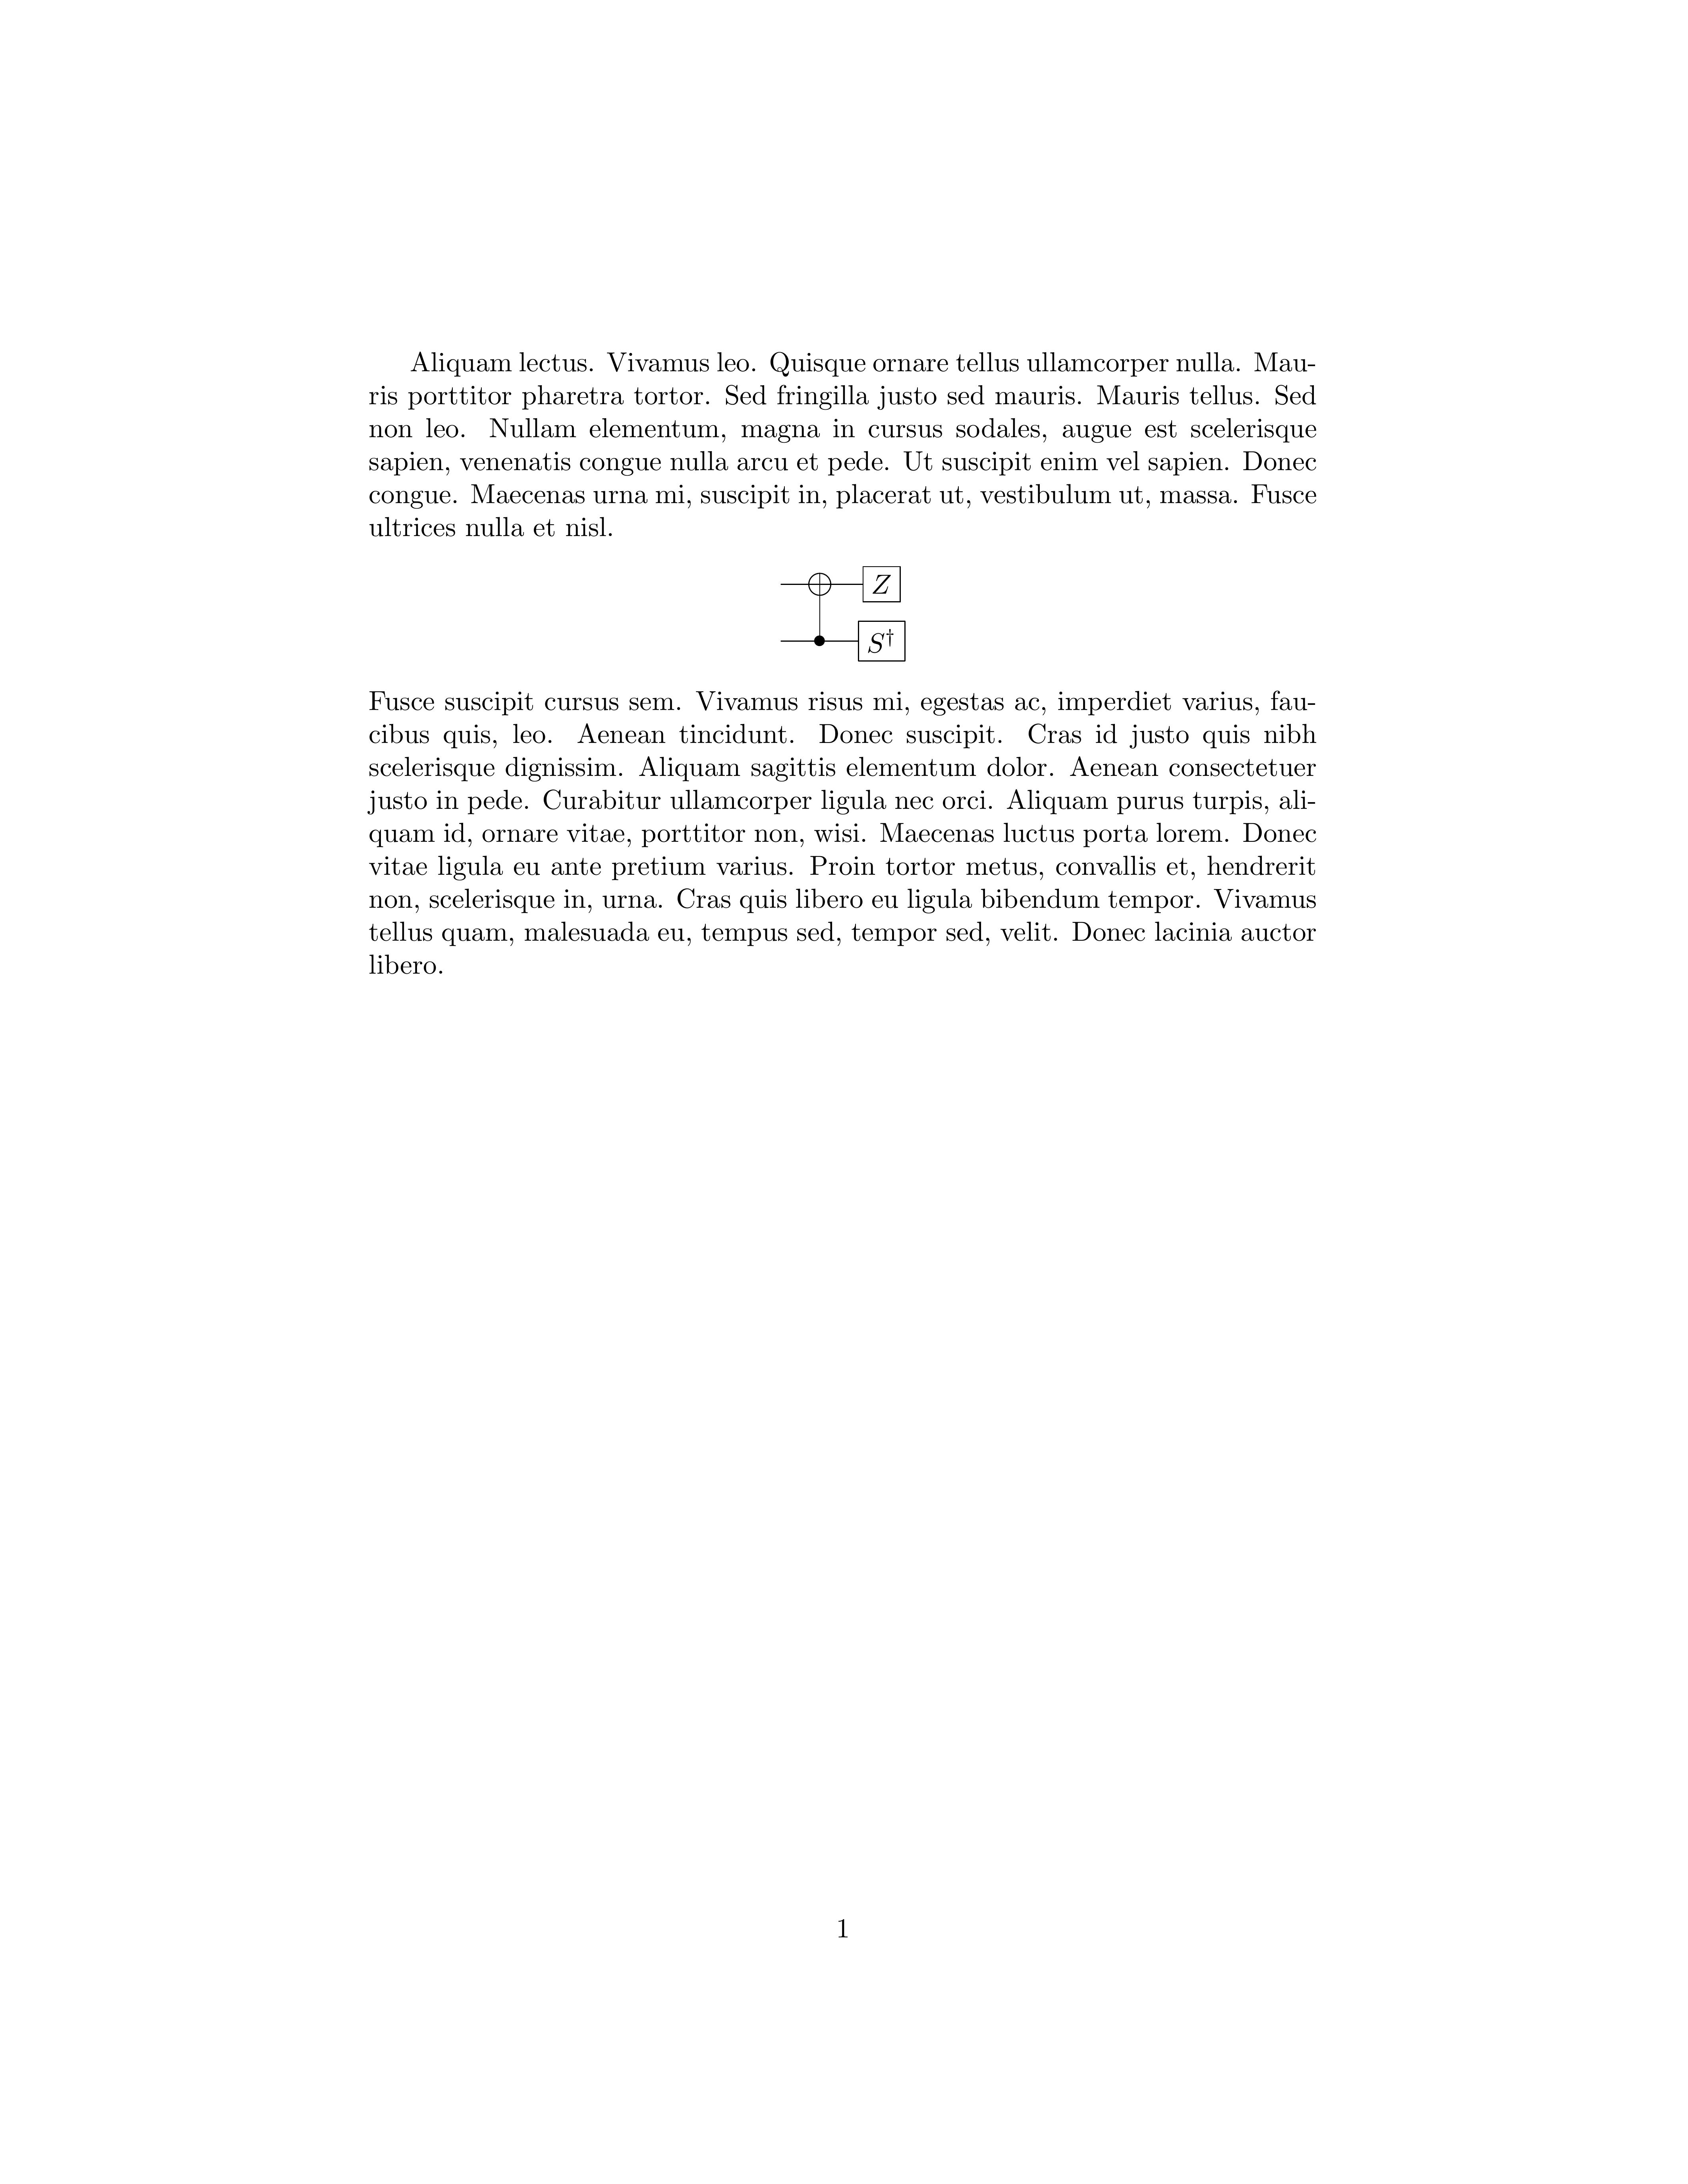 Aliquam lectus. Vivamus leo. Quisque ornare tellus ullamcorper nulla. Mau-
ris porttitor pharetra tortor. Sed fringilla justo sed mauris. Mauris tellus. Sed
non leo. Nullam elementum, magna in cursus sodales, augue est scelerisque
sapien, venenatis congue nulla arcu et pede. Ut suscipit enim vel sapien. Donec
congue. Maecenas urna mi, suscipit in, placerat ut, vestibulum ut, massa. Fusce
ultrices nulla et nisl.
Z
S†
Fusce suscipit cursus sem. Vivamus risus mi, egestas ac, imperdiet varius, fau-
cibus quis, leo. Aenean tincidunt. Donec suscipit. Cras id justo quis nibh
scelerisque dignissim. Aliquam sagittis elementum dolor. Aenean consectetuer
justo in pede. Curabitur ullamcorper ligula nec orci. Aliquam purus turpis, ali-
quam id, ornare vitae, porttitor non, wisi. Maecenas luctus porta lorem. Donec
vitae ligula eu ante pretium varius. Proin tortor metus, convallis et, hendrerit
non, scelerisque in, urna. Cras quis libero eu ligula bibendum tempor. Vivamus
tellus quam, malesuada eu, tempus sed, tempor sed, velit. Donec lacinia auctor
libero.
1